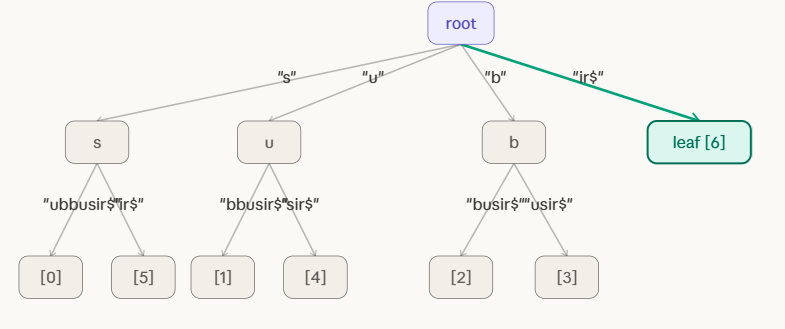 root
"s" "u" "b" "ir$"
s u b leaf [6]
"ubbusir$" "ir$" "bbusir$" "sir$" "busir$" "usir$"
[0] [5] [1] [4] [2] [3]